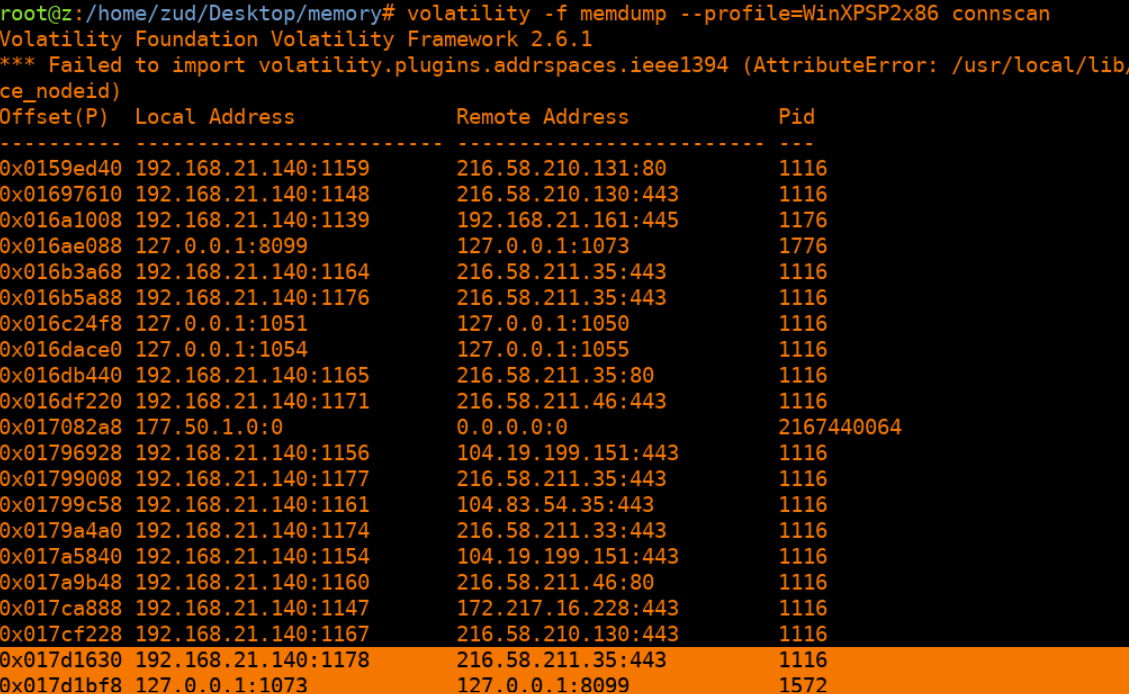 root@z:/home/zud/Desktop/memory# volatility -f memdump --profile=WinXPSP2x86 connscan
Volatility Foundation Volatility Framework 2.6.1
*** Failed to import volatility.plugins.addrspaces.ieee1394 (AttributeError: /usr/local/lib/
ce_nodeid)
Offset(P)  Local Address             Remote Address            Pid
---------- ------------------------- ------------------------- ---
0x0159ed40 192.168.21.140:1159       216.58.210.131:80         1116
0x01697610 192.168.21.140:1148       216.58.210.130:443        1116
0x016a1008 192.168.21.140:1139       192.168.21.161:445        1176
0x016ae088 127.0.0.1:8099            127.0.0.1:1073            1776
0x016b3a68 192.168.21.140:1164       216.58.211.35:443         1116
0x016b5a88 192.168.21.140:1176       216.58.211.35:443         1116
0x016c24f8 127.0.0.1:1051            127.0.0.1:1050            1116
0x016dace0 127.0.0.1:1054            127.0.0.1:1055            1116
0x016db440 192.168.21.140:1165       216.58.211.35:80          1116
0x016df220 192.168.21.140:1171       216.58.211.46:443         1116
0x017082a8 177.50.1.0:0              0.0.0.0:0                 2167440064
0x01796928 192.168.21.140:1156       104.19.199.151:443        1116
0x01799008 192.168.21.140:1177       216.58.211.35:443         1116
0x01799c58 192.168.21.140:1161       104.83.54.35:443          1116
0x0179a4a0 192.168.21.140:1174       216.58.211.33:443         1116
0x017a5840 192.168.21.140:1154       104.19.199.151:443        1116
0x017a9b48 192.168.21.140:1160       216.58.211.46:80          1116
0x017ca888 192.168.21.140:1147       172.217.16.228:443        1116
0x017cf228 192.168.21.140:1167       216.58.210.130:443        1116
0x017d1630 192.168.21.140:1178       216.58.211.35:443         1116
0x017d1bf8 127.0.0.1:1073            127.0.0.1:8099            1572